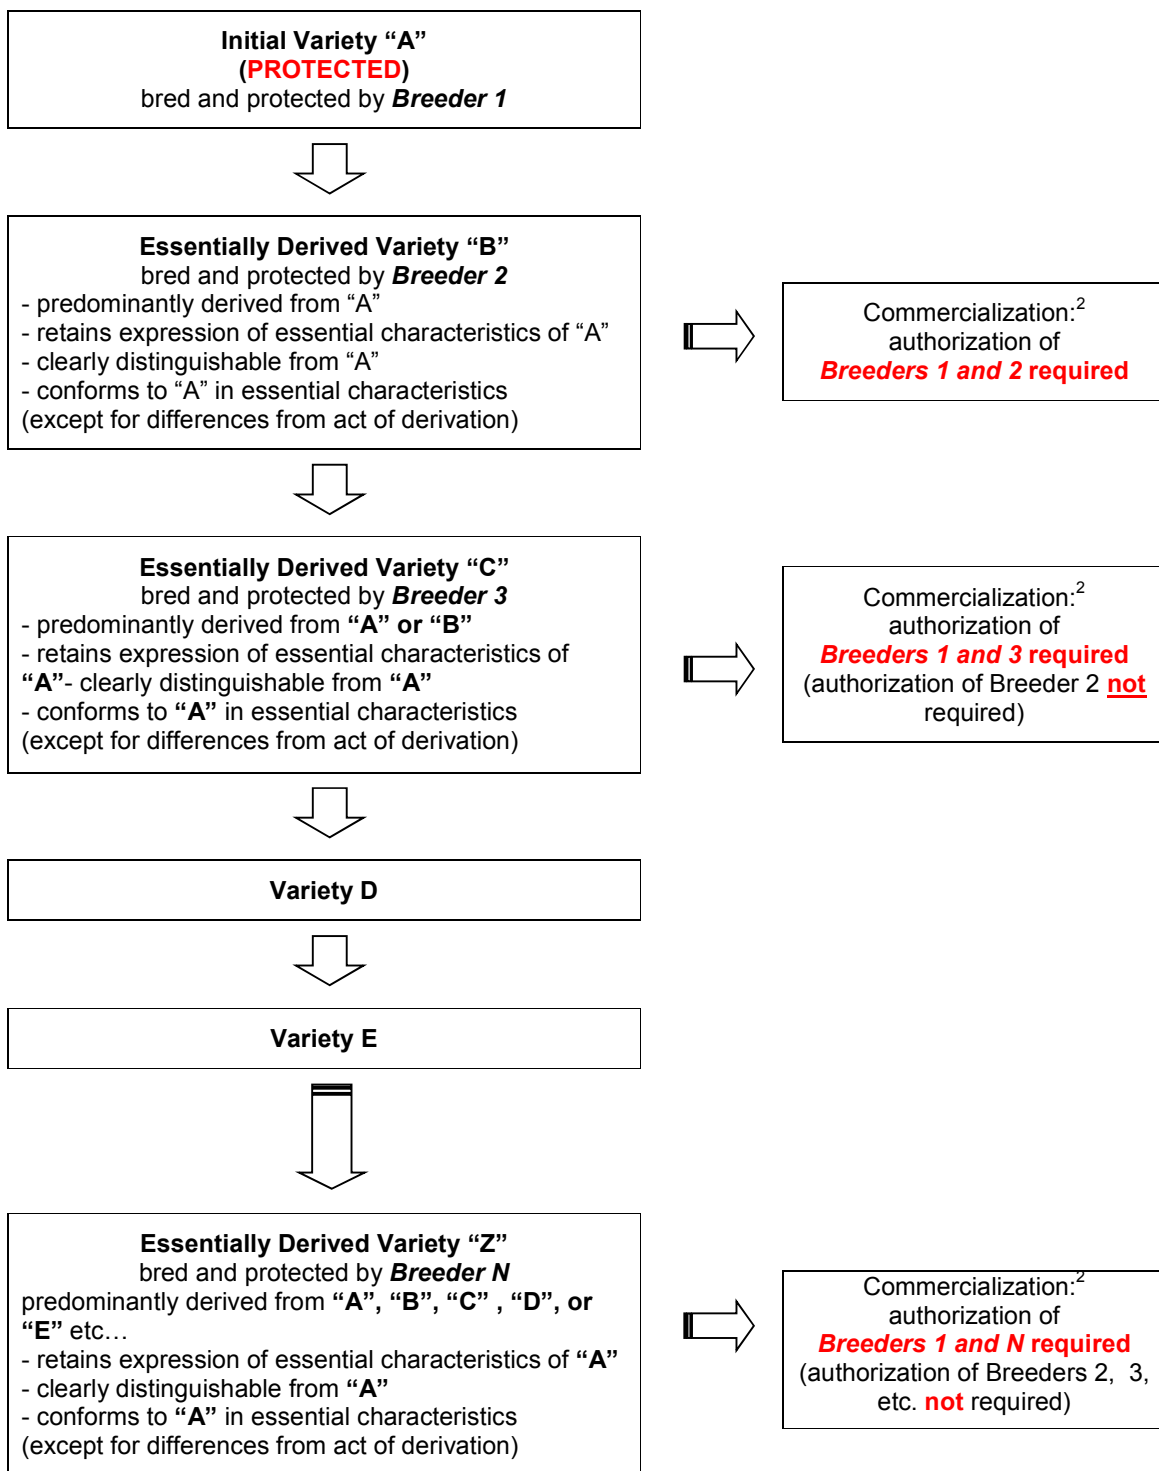 Initial Variety “A”
(PROTECTED)
bred and protected by Breeder 1
Essentially Derived Variety “B”
bred and protected by Breeder 2
- predominantly derived from “A”
- retains expression of essential characteristics of “A”
- clearly distinguishable from “A”
- conforms to “A” in essential characteristics
(except for differences from act of derivation)
Commercialization:2
authorization of
Breeders 1 and 2 required
Essentially Derived Variety “C”
bred and protected by Breeder 3
- predominantly derived from “A” or “B”
- retains expression of essential characteristics of
“A”- clearly distinguishable from “A”
- conforms to “A” in essential characteristics
(except for differences from act of derivation)
Commercialization:2
authorization of
Breeders 1 and 3 required
(authorization of Breeder 2 not
required)
Variety D
Variety E
Essentially Derived Variety “Z”
bred and protected by Breeder N
predominantly derived from “A”, “B”, “C” , “D”, or
“E” etc…
- retains expression of essential characteristics of “A”
- clearly distinguishable from “A”
- conforms to “A” in essential characteristics
(except for differences from act of derivation)
Commercialization:2
authorization of
Breeders 1 and N required
(authorization of Breeders 2, 3,
etc. not required)